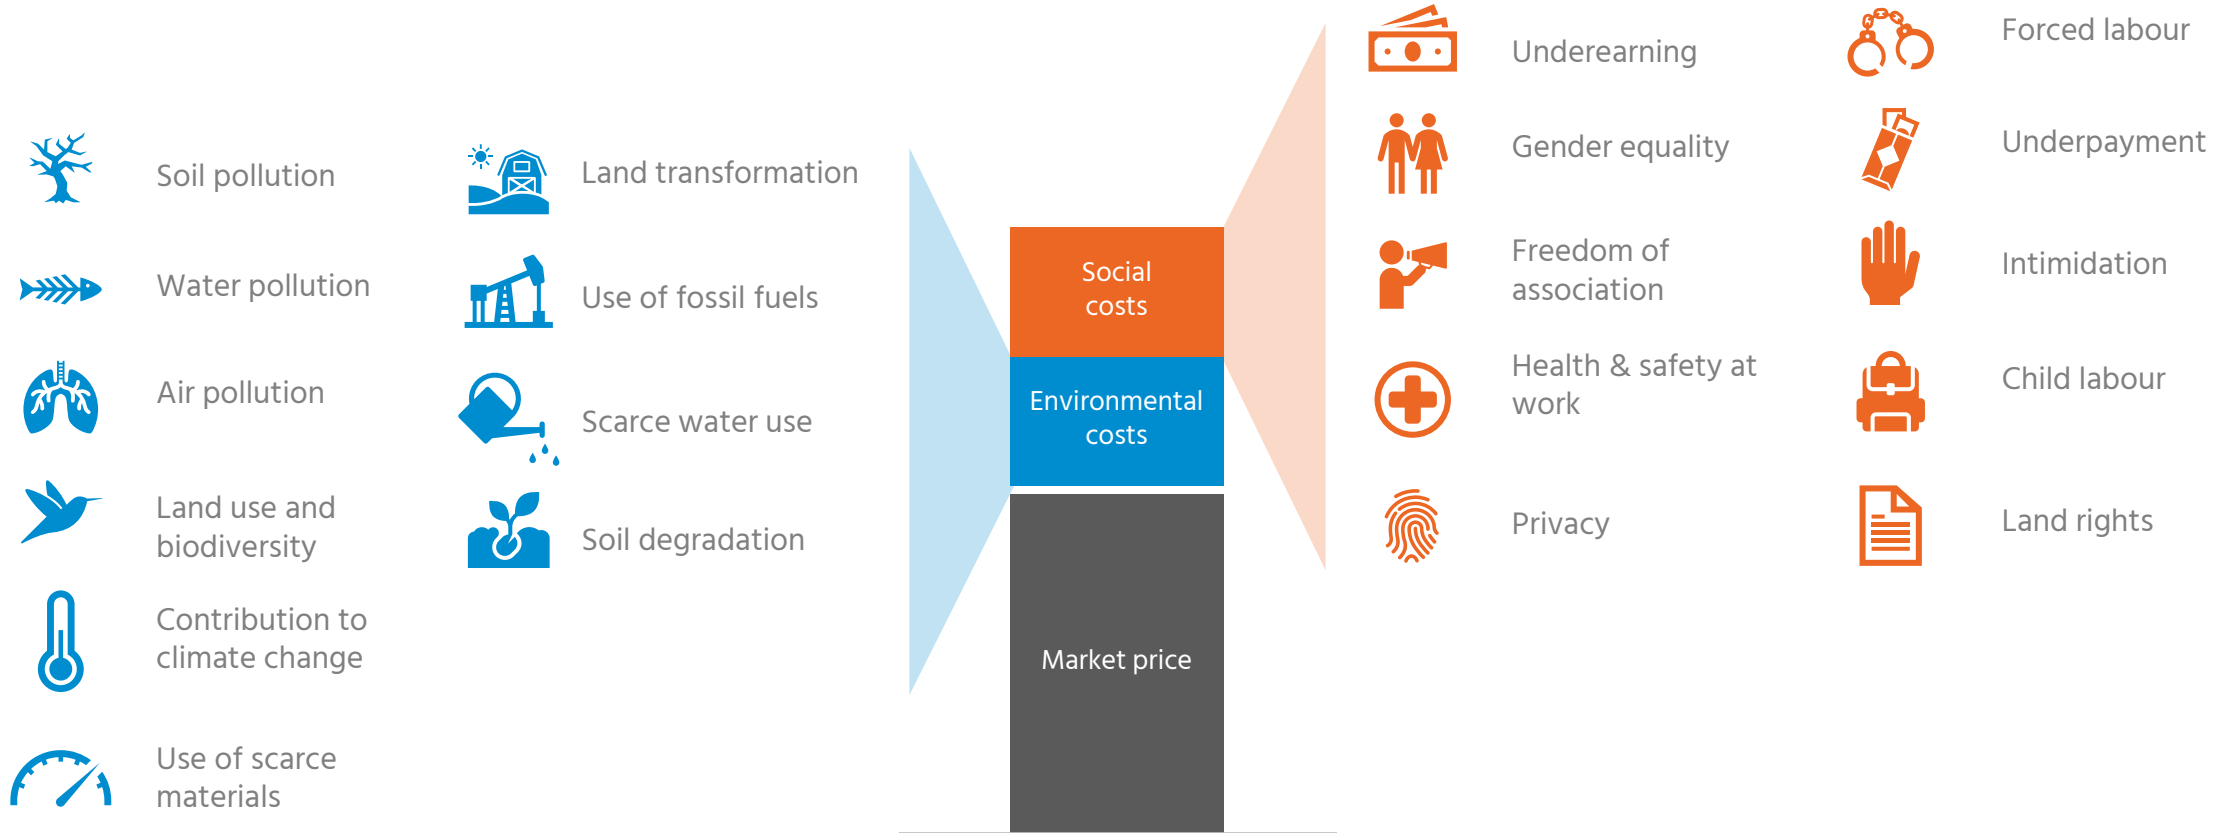 Soil pollution
Water pollution
Air pollution
Land use and
biodiversity
Contribution to
climate change
Use of scarce
materials
Land transformation
Use of fossil fuels
Scarce water use
Soil degradation
Social
costs
Environmental
costs
Market price
Underearning
Gender equality
Freedom of
association
Health & safety at
work
Privacy
Forced labour
Underpayment
Intimidation
Child labour
Land rights